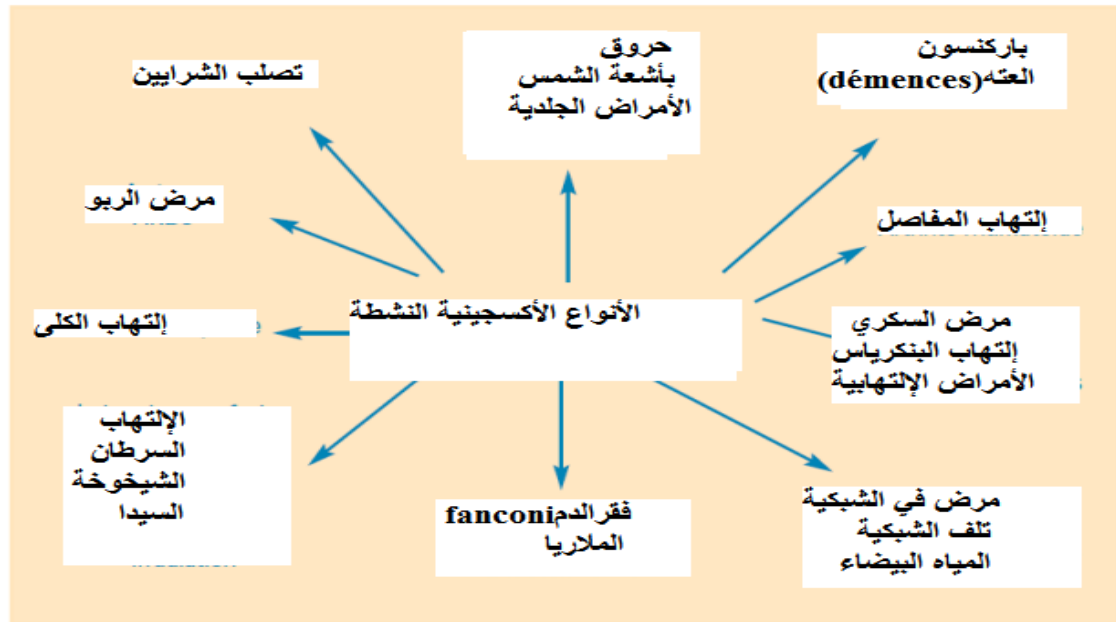 باركنسون
العته(démences)
حروق
بأشعة الشمس
الأمراض الجلدية
تصلب الشرايين
مرض الربو
إلتهاب المفاصل
الأنواع الأكسجينية النشطة
إلتهاب الكلى
مرض السكري
إلتهاب البنكرياس
الأمراض الإلتهابية
الإلتهاب
السرطان
الشيخوخة
السيدا
فقرالدمfanconi
الملاريا
مرض في الشبكية
تلف الشبكية
المياه البيضاء